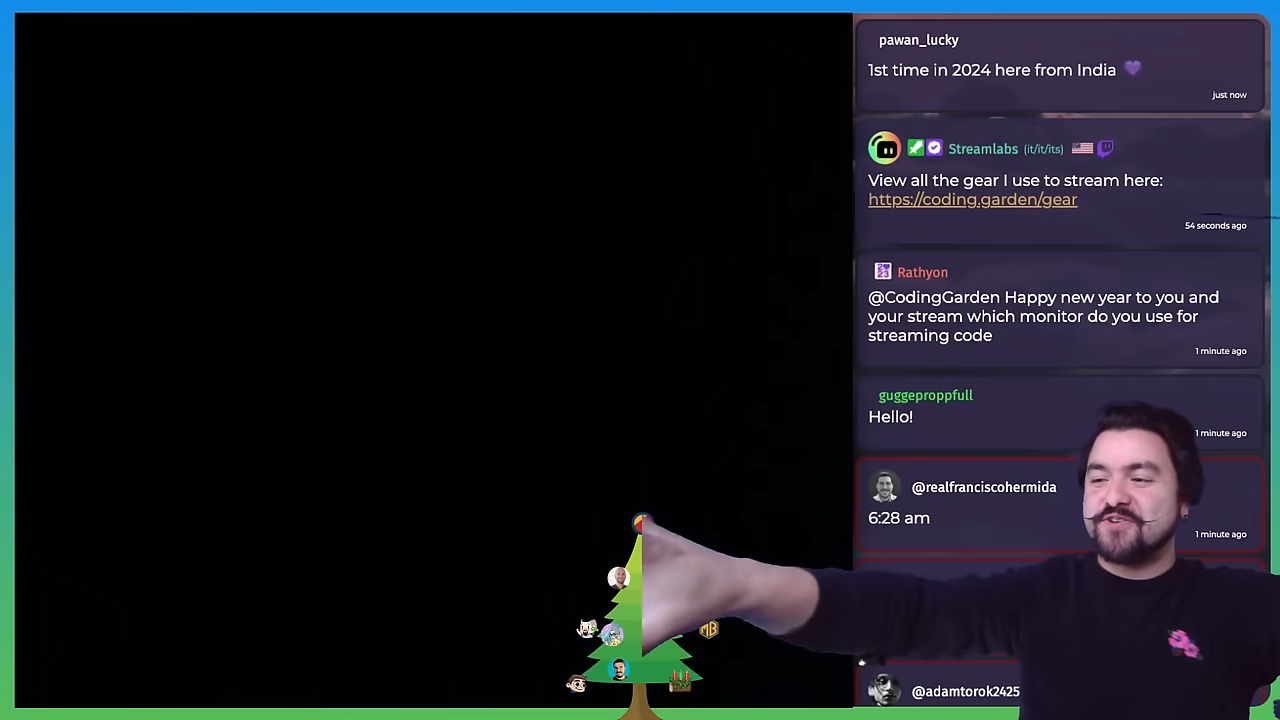 pawan_lucky
1st time in 2024 here from India 💜
just now
Streamlabs (it/it/its)
View all the gear I use to stream here:
https://coding.garden/gear
54 seconds ago
Rathyon
@CodingGarden Happy new year to you and
your stream which monitor do you use for
streaming code
1 minute ago
guggeproppfull
Hello!
1 minute ago
@realfranciscohermida
6:28 am
1 minute ago
MB
@adamtorok2425